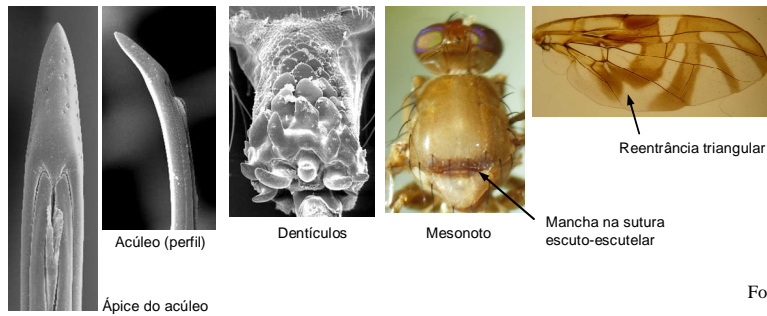 Reentrância triangular
Mancha na sutura
escuto-escutelar
Acúleo (perfil)
Dentículos
Mesonoto
Fo
Ápice do acúleo